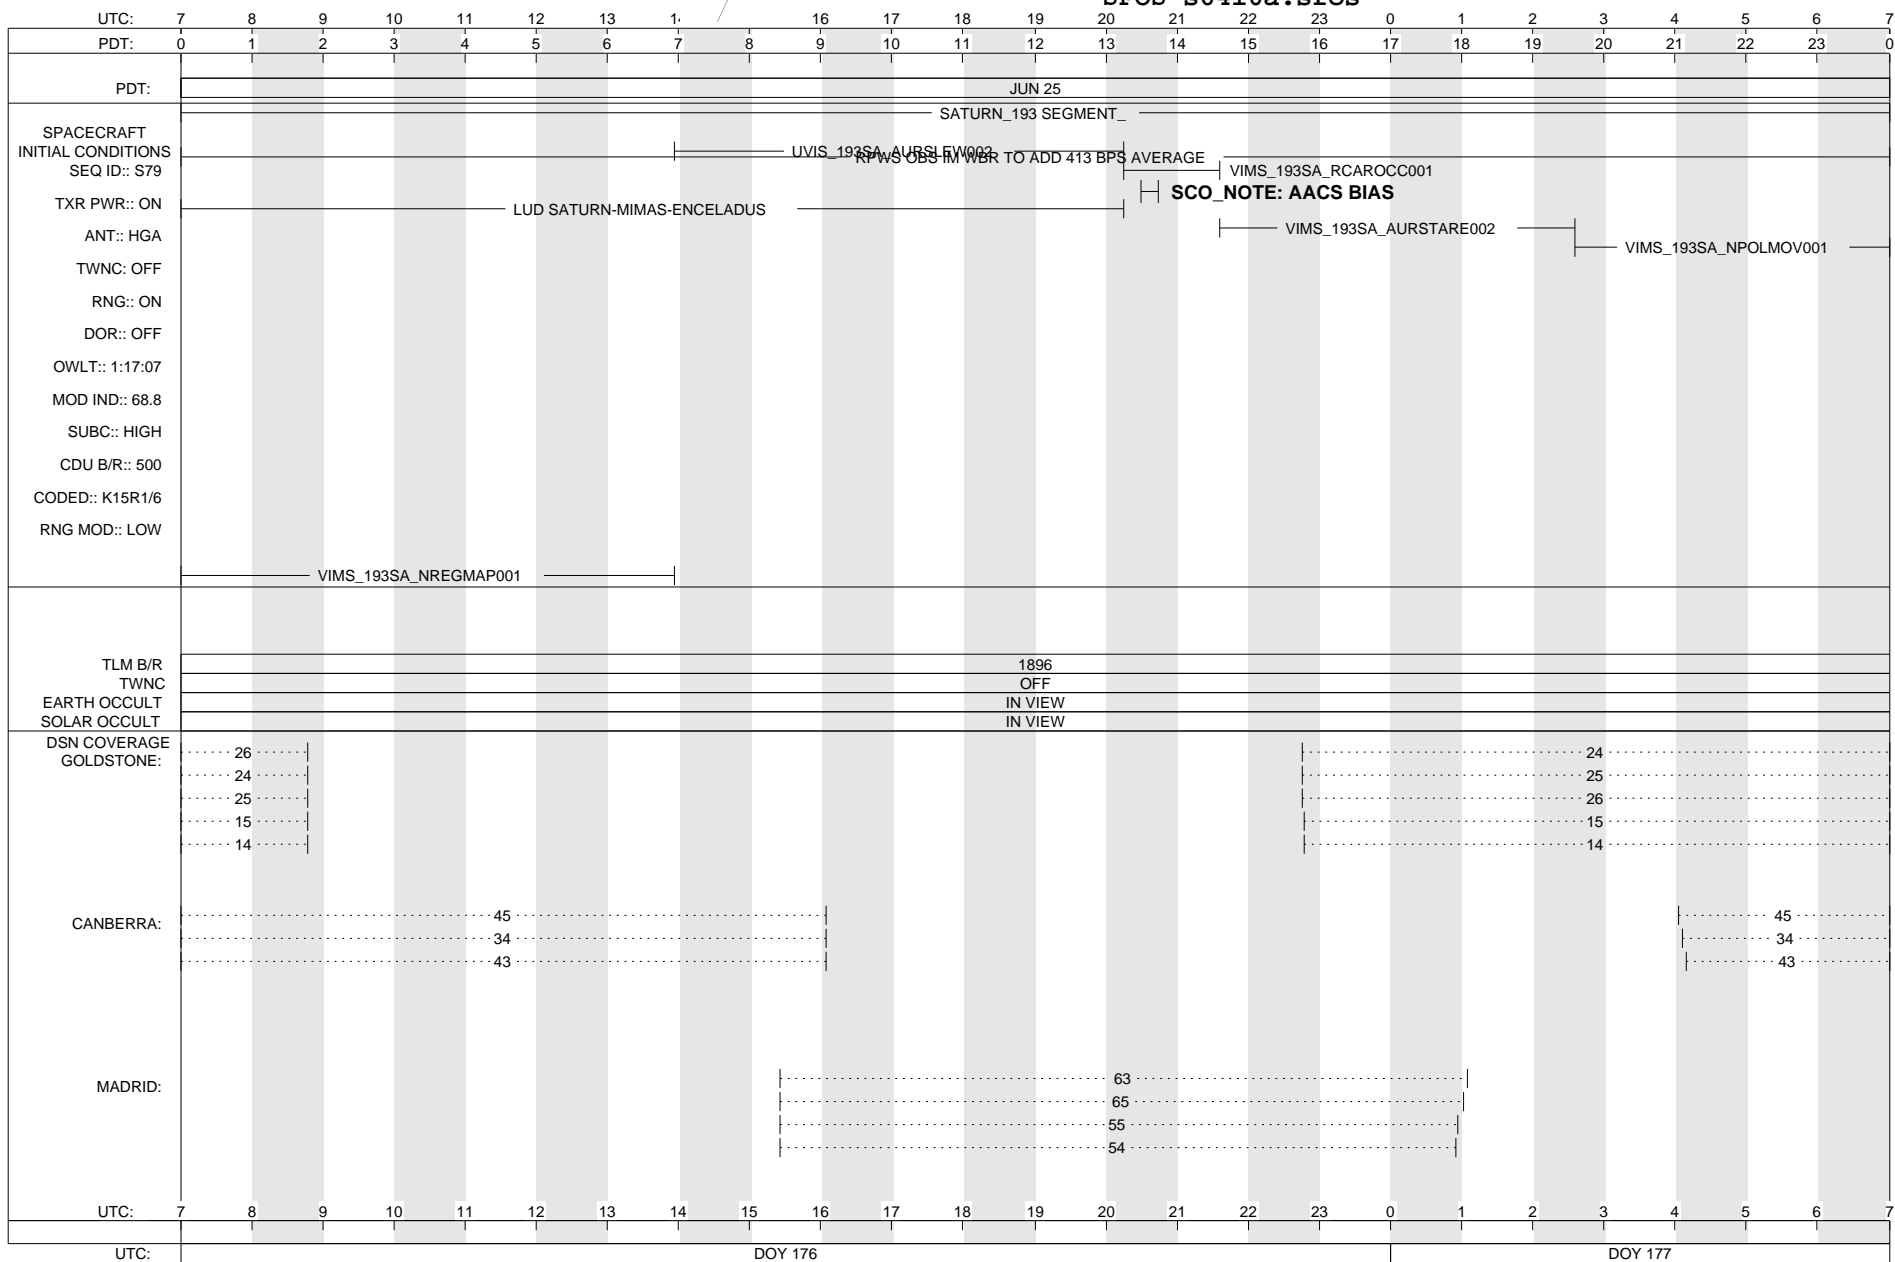 UTC: 7 8 9 10 11 12 13 16 17 18 19 20 21 22 23 0 1 2 3 4 5 6 7
PDT: 0 1 2 3 4 5 6 7 8 9 10 11 12 13 14 15 16 17 18 19 20 21 22 23 0
PDT: JUN 25
SATURN_193 SEGMENT_
SPACECRAFT
INITIAL CONDITIONS
UVIS_193SA_AURSLEW002
RPWS OBS IM WBR TO ADD 413 BPS AVERAGE
SEQ ID:: S79
VIMS_193SA_RCAROCC001
SCO_NOTE: AACS BIAS
TXR PWR:: ON
LUD SATURN-MIMAS-ENCELADUS
ANT:: HGA
VIMS_193SA_AURSTARE002
VIMS_193SA_NPOLMOV001
TWNC: OFF
RNG:: ON
DOR:: OFF
OWLT:: 1:17:07
MOD IND:: 68.8
SUBC:: HIGH
CDU B/R:: 500
CODED:: K15R1/6
RNG MOD:: LOW
VIMS_193SA_NREGMAP001
TLM B/R 1896
TWNC OFF
EARTH OCCULT IN VIEW
SOLAR OCCULT IN VIEW
DSN COVERAGE
GOLDSTONE:
26 24
24 25
25 26
15 15
14 14
CANBERRA:
45 45
34 34
43 43
MADRID:
63
65
55
54
UTC: 7 8 9 10 11 12 13 14 15 16 17 18 19 20 21 22 23 0 1 2 3 4 5 6 7
UTC: DOY 176 DOY 177